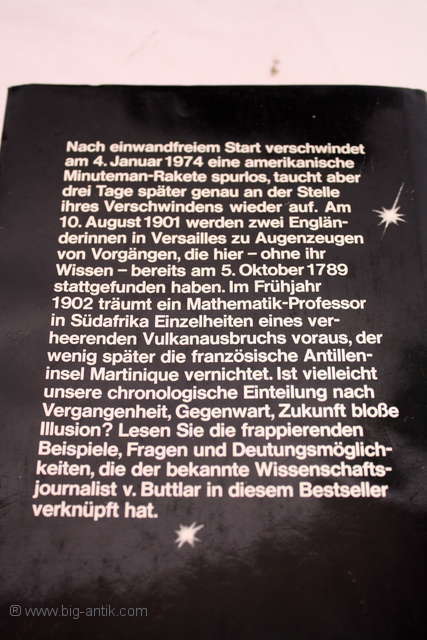 Nach einwandfreiem Start verschwindet
am 4. Januar 1974 eine amerikanische
Minuteman-Rakete spurlos, taucht aber
drei Tage später genau an der Stelle
ihres Verschwindens wieder auf. Am
10. August 1901 werden zwei Englän-
derinnen in Versailles zu Augenzeugen
von Vorgängen, die hier – ohne ihr
Wissen – bereits am 5. Oktober 1789
stattgefunden haben. Im Frühjahr
1902 träumt ein Mathematik-Professor
in Südafrika Einzelheiten eines ver-
heerenden Vulkanausbruchs voraus, der
wenig später die französische Antillen-
insel Martinique vernichtet. Ist vielleicht
unsere chronologische Einteilung nach
Vergangenheit, Gegenwart, Zukunft bloße
Illusion? Lesen Sie die frappierenden
Beispiele, Fragen und Deutungsmöglich-
keiten, die der bekannte Wissenschafts-
journalist v. Buttlar in diesem Bestseller
verknüpft hat.
® www.big-antik.com